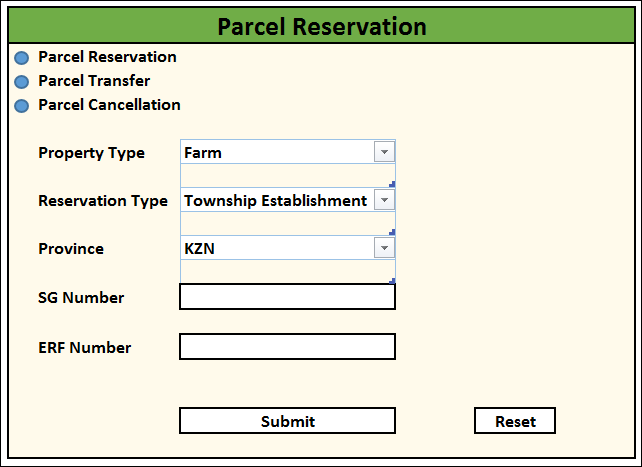 Parcel Reservation
Parcel Reservation
Parcel Transfer
Parcel Cancellation
Property Type Farm
Reservation Type Township Establishment
Province KZN
SG Number
ERF Number
Submit Reset